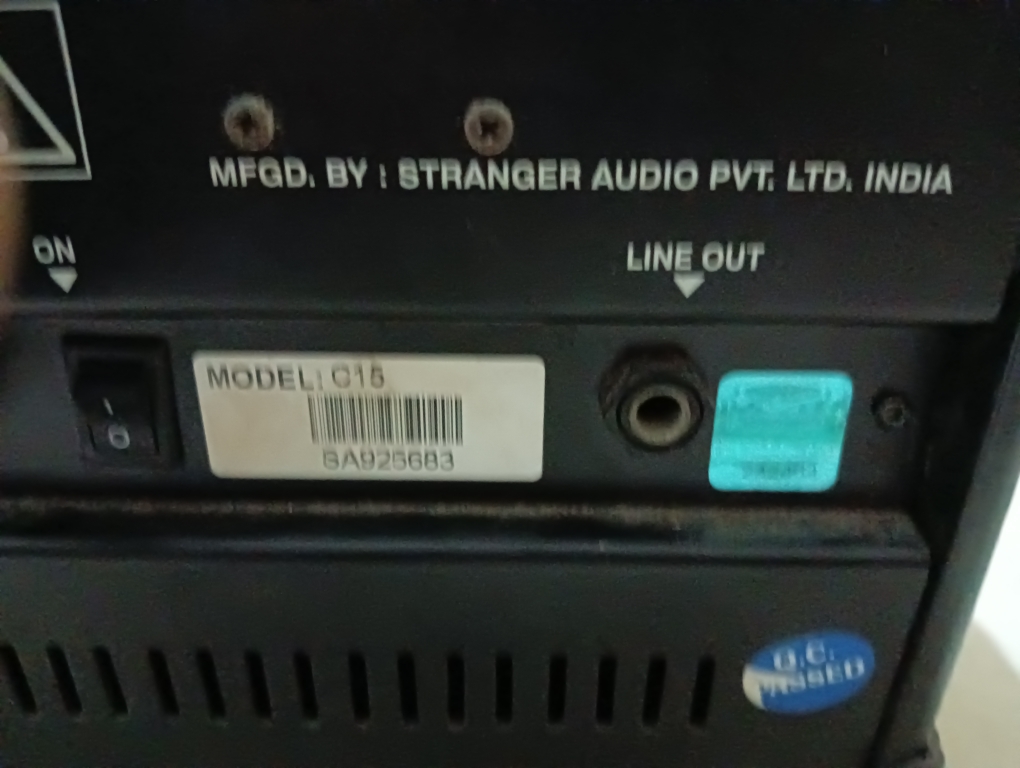 MFGD. BY : STRANGER AUDIO PVT. LTD. INDIA
ON
LINE OUT
MODEL: C15
SA925683
Q.C.
PASSED